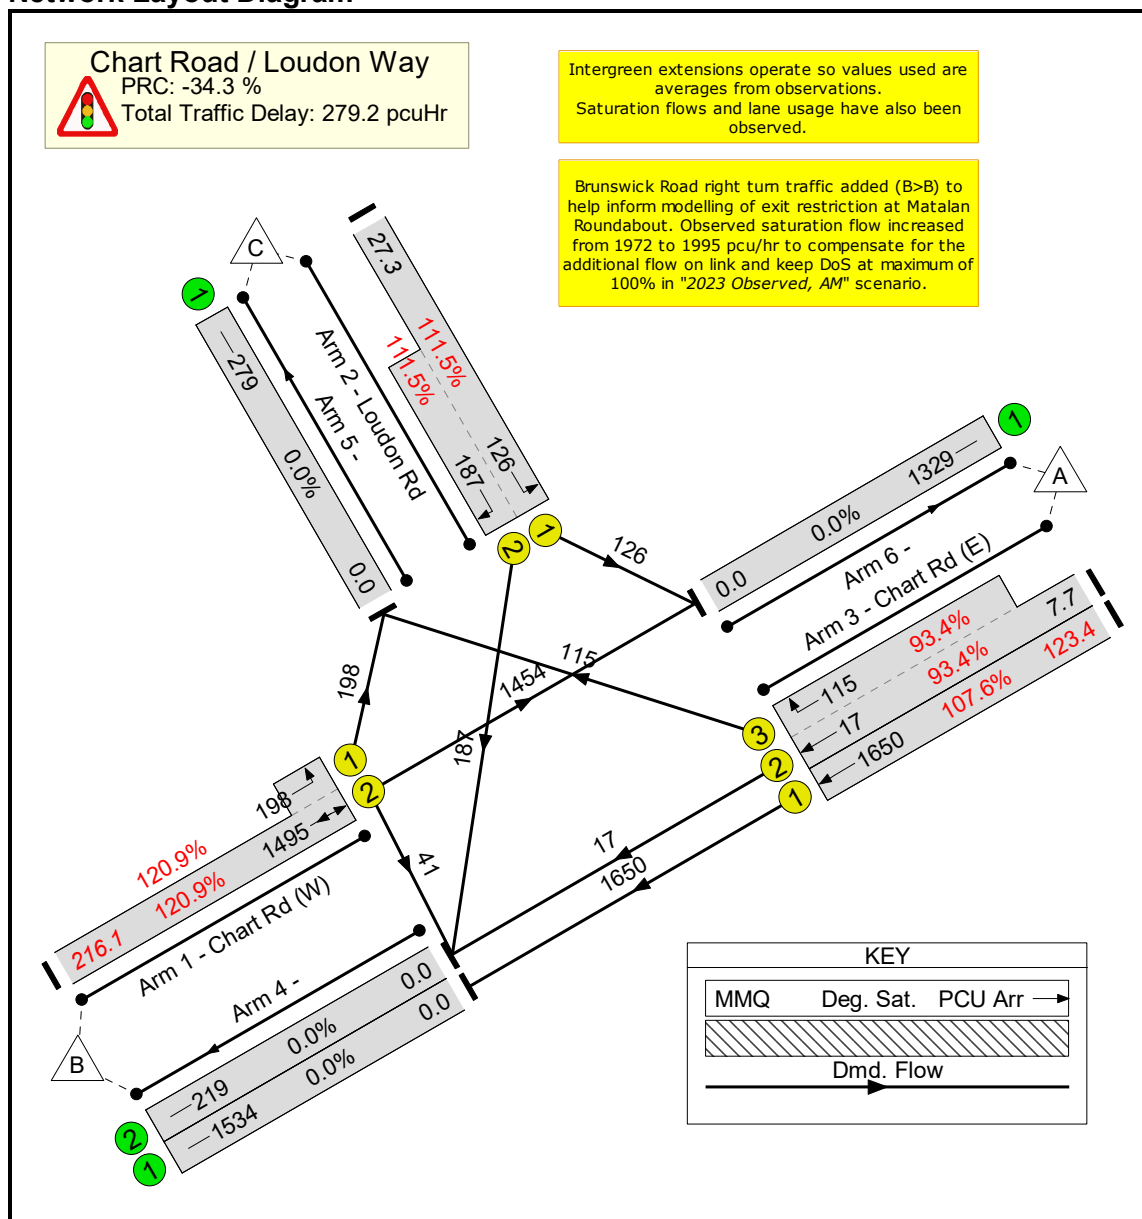 Network Layout Diagram
Chart Road / Loudon Way
PRC: -34.3 %
Total Traffic Delay: 279.2 pcuHr
Intergreen extensions operate so values used are
averages from observations.
Saturation flows and lane usage have also been
observed.
Brunswick Road right turn traffic added (B>B) to
help inform modelling of exit restriction at Matalan
Roundabout. Observed saturation flow increased
from 1972 to 1995 pcu/hr to compensate for the
additional flow on link and keep DoS at maximum of
100% in "2023 Observed, AM" scenario.
C
1
279
0.0%
0.0
Arm 5 -
Arm 2 - Loudon Rd
27.3
111.5%
111.5%
126
187
2
1
126
1
1329
0.0%
0.0
A
Arm 6 -
Arm 3 - Chart Rd (E)
93.4%
115
7.7
93.4%
17
123.4
107.6%
1650
3
2
1
115
198
1454
187
17
1650
41
1
2
198
1495
120.9%
120.9%
216.1
Arm 1 - Chart Rd (W)
Arm 4 -
B
0.0
0.0%
219
0.0
0.0%
1534
2
1
KEY
MMQ Deg. Sat. PCU Arr
Dmd. Flow